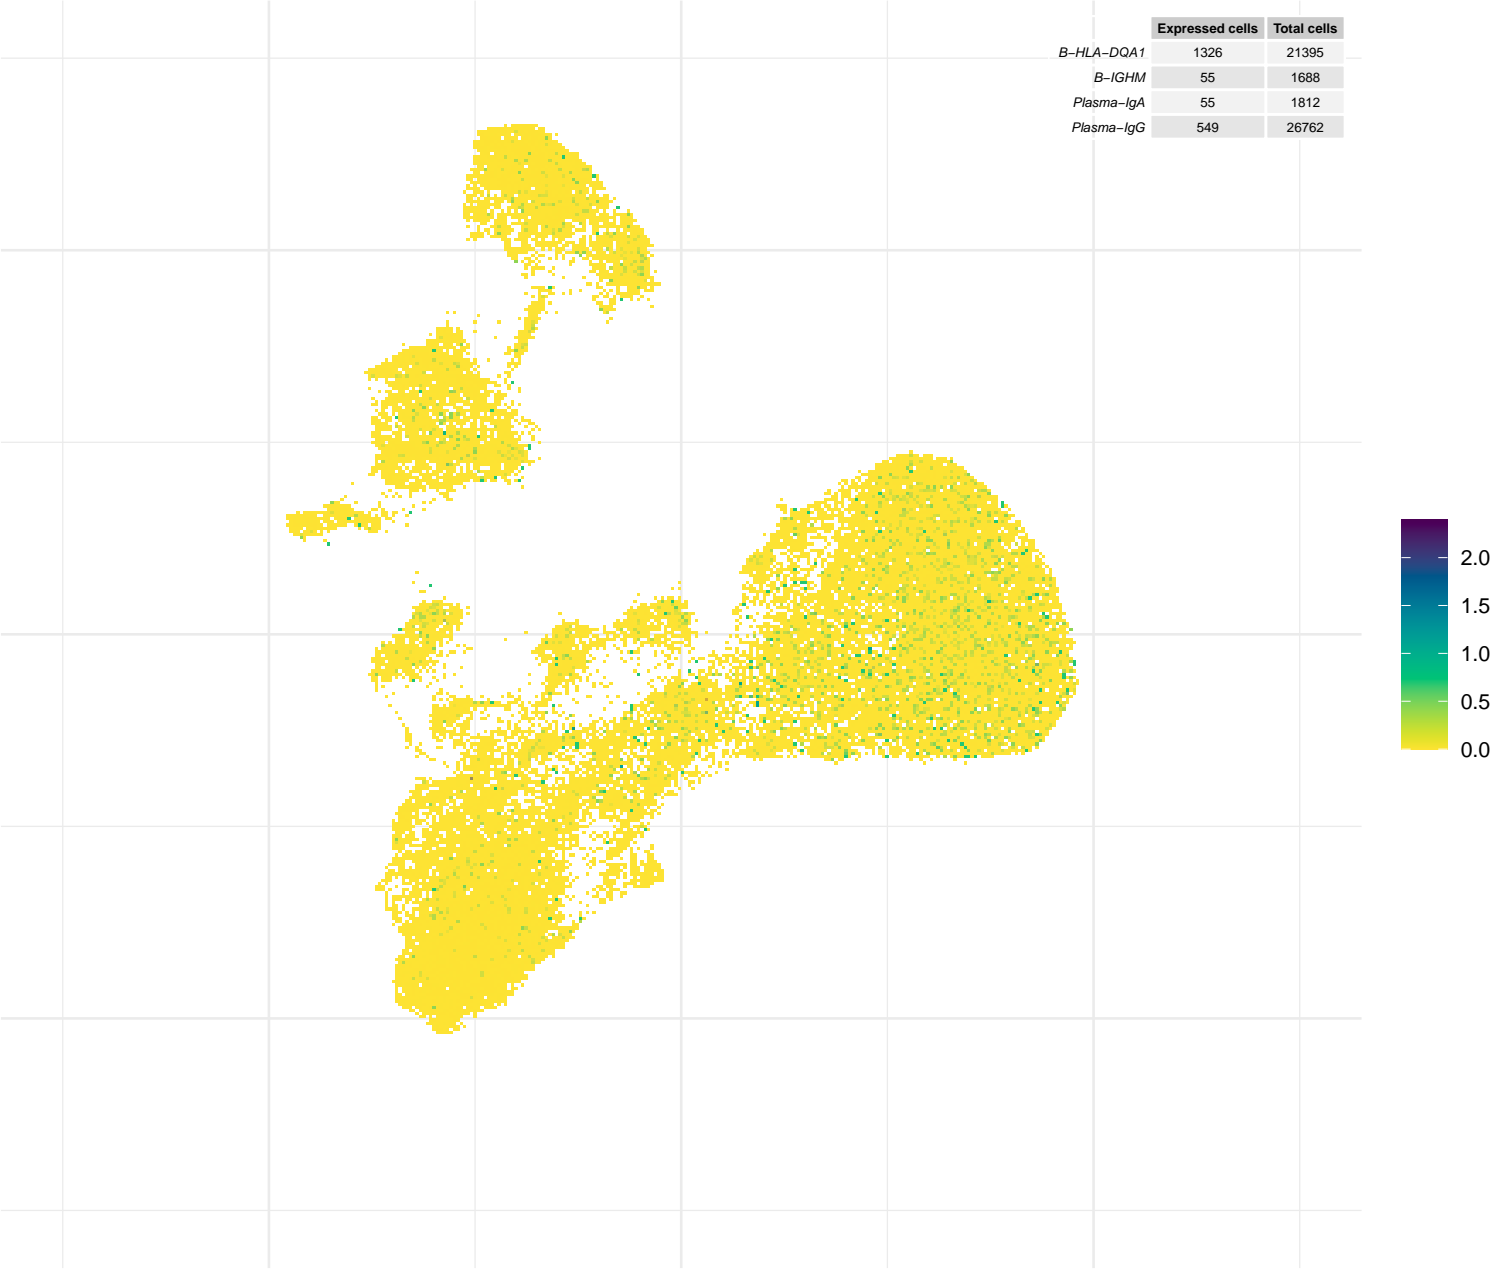 Expressed cells Total cells
B−HLA−DQA1 1326 21395
B−IGHM 55 1688
Plasma−IgA 55 1812
Plasma−IgG 549 26762
2.0
1.5
1.0
0.5
0.0